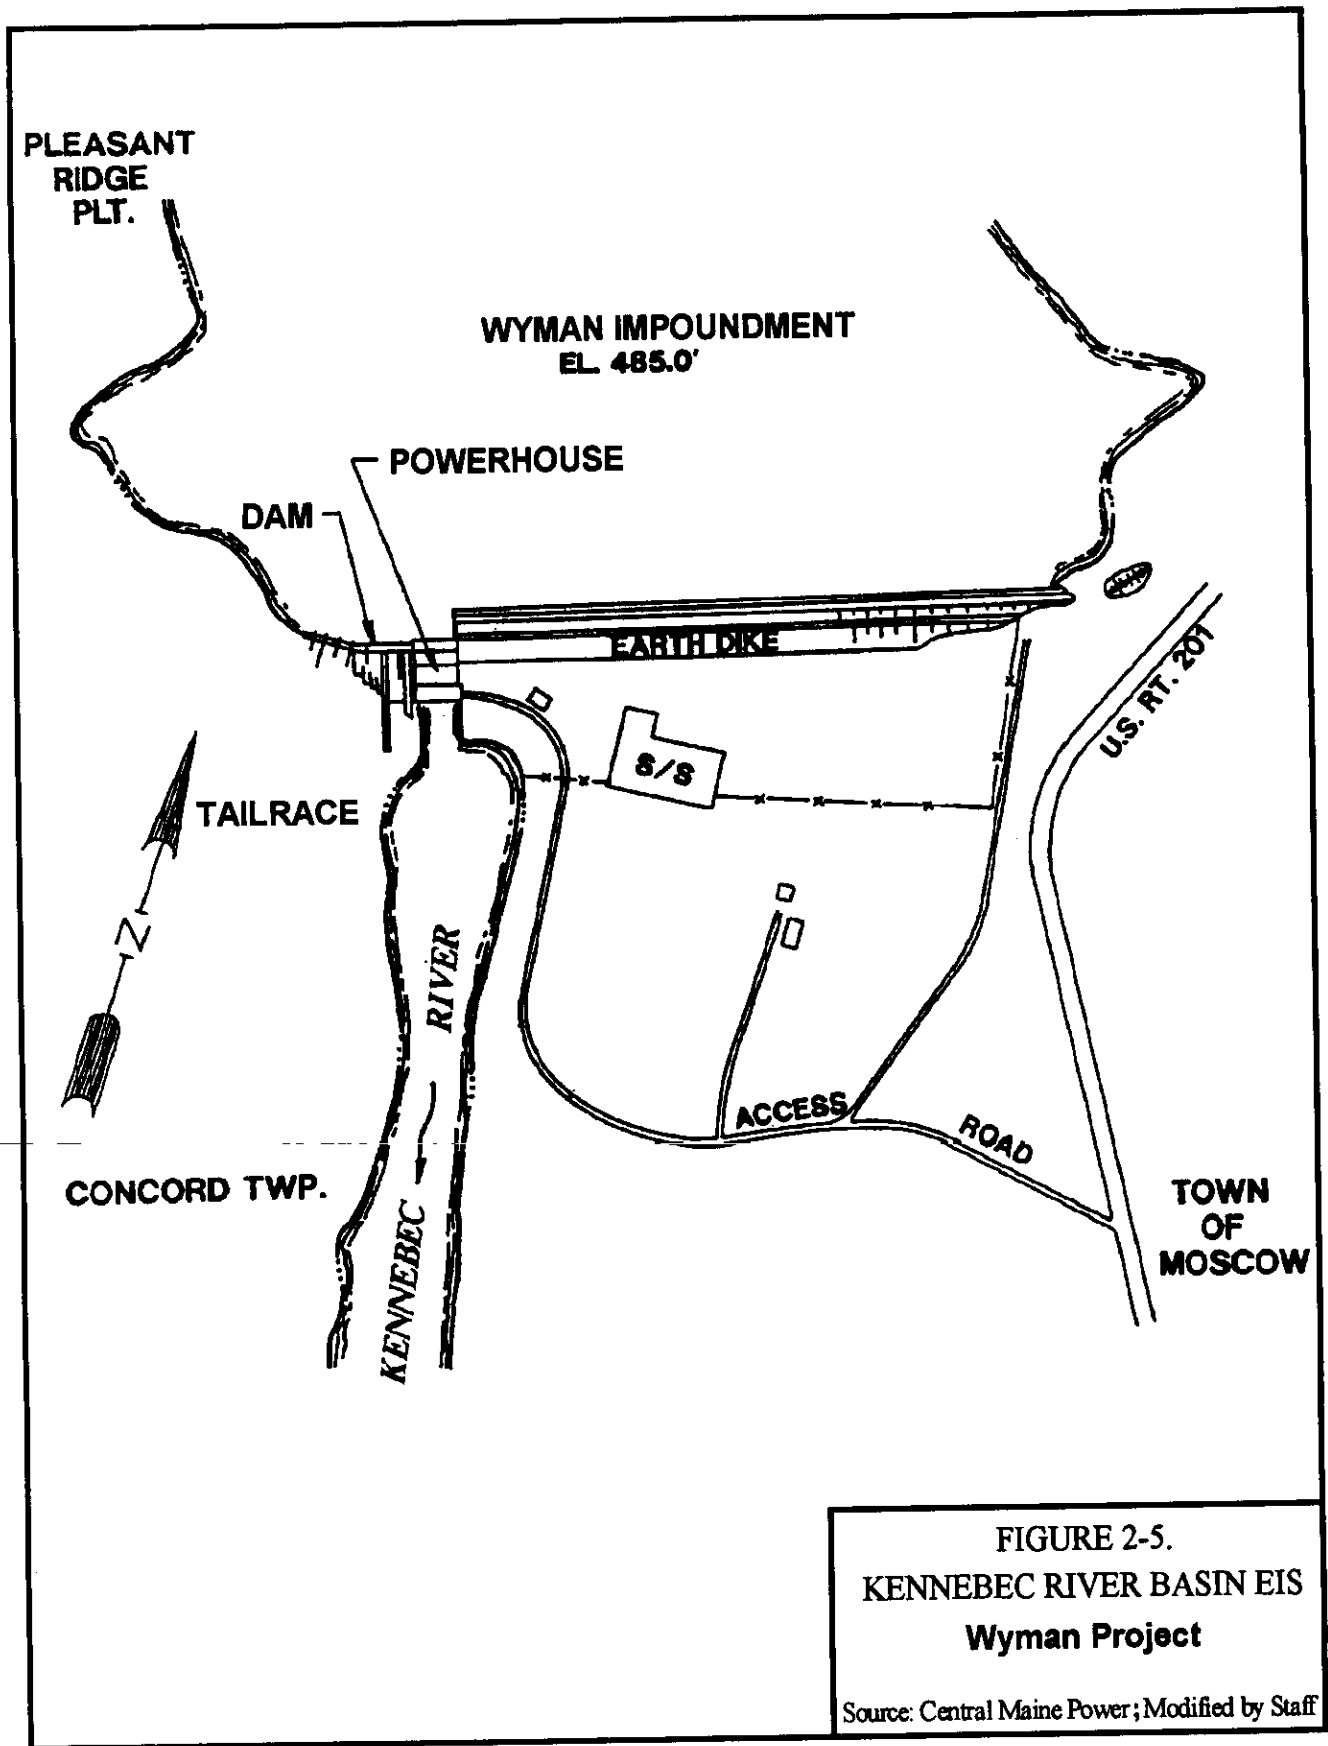 PLEASANT
RIDGE
PLT.
WYMAN IMPOUNDMENT
EL. 485.0'
POWERHOUSE
DAM
EARTH DIKE
U.S. RT. 201
S/S
TAILRACE
N
RIVER
KENNEBEC
ACCESS
ROAD
CONCORD TWP.
TOWN
OF
MOSCOW
FIGURE 2-5.
KENNEBEC RIVER BASIN EIS
Wyman Project
Source: Central Maine Power; Modified by Staff